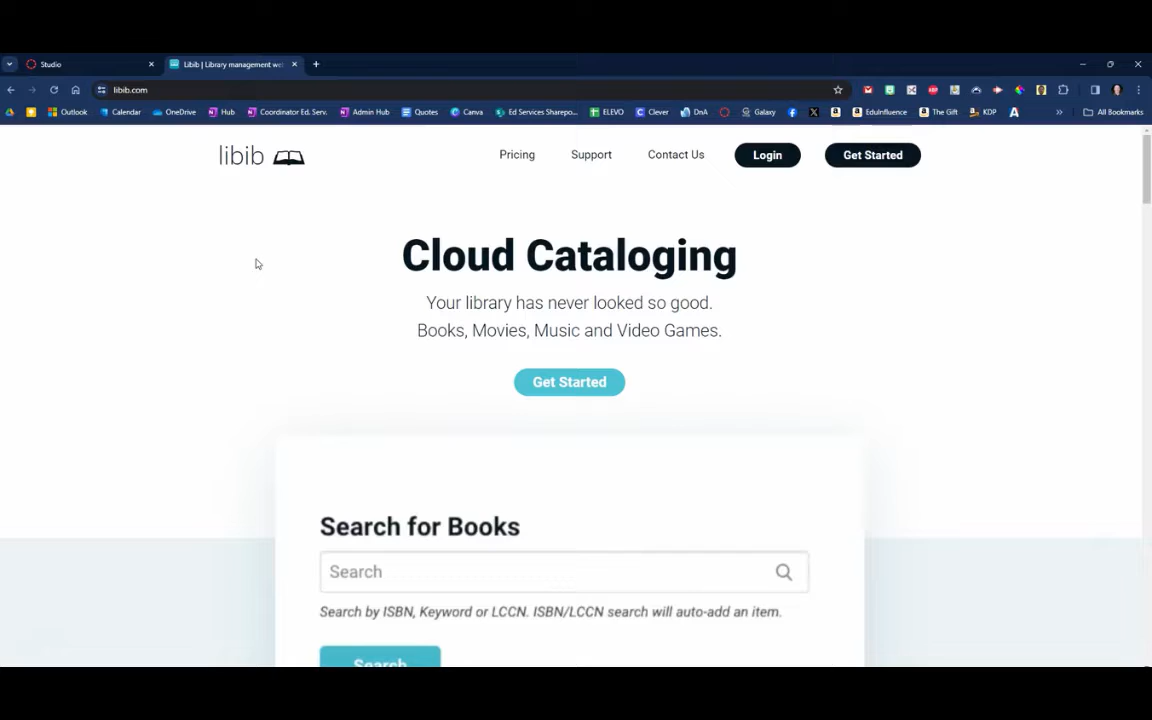 Studio
Libib | Library management we
libib.com
Outlook
Calendar
OneDrive
Hub
Coordinator Ed. Serv.
Admin Hub
Quotes
Canva
Ed Services Sharepo...
ELEVO
Clever
DnA
Galaxy
EduInfluence
The Gift
KDP
All Bookmarks
libib
Pricing
Support
Contact Us
Login
Get Started
Cloud Cataloging
Your library has never looked so good.
Books, Movies, Music and Video Games.
Get Started
Search for Books
Search
Search by ISBN, Keyword or LCCN. ISBN/LCCN search will auto-add an item.
Search